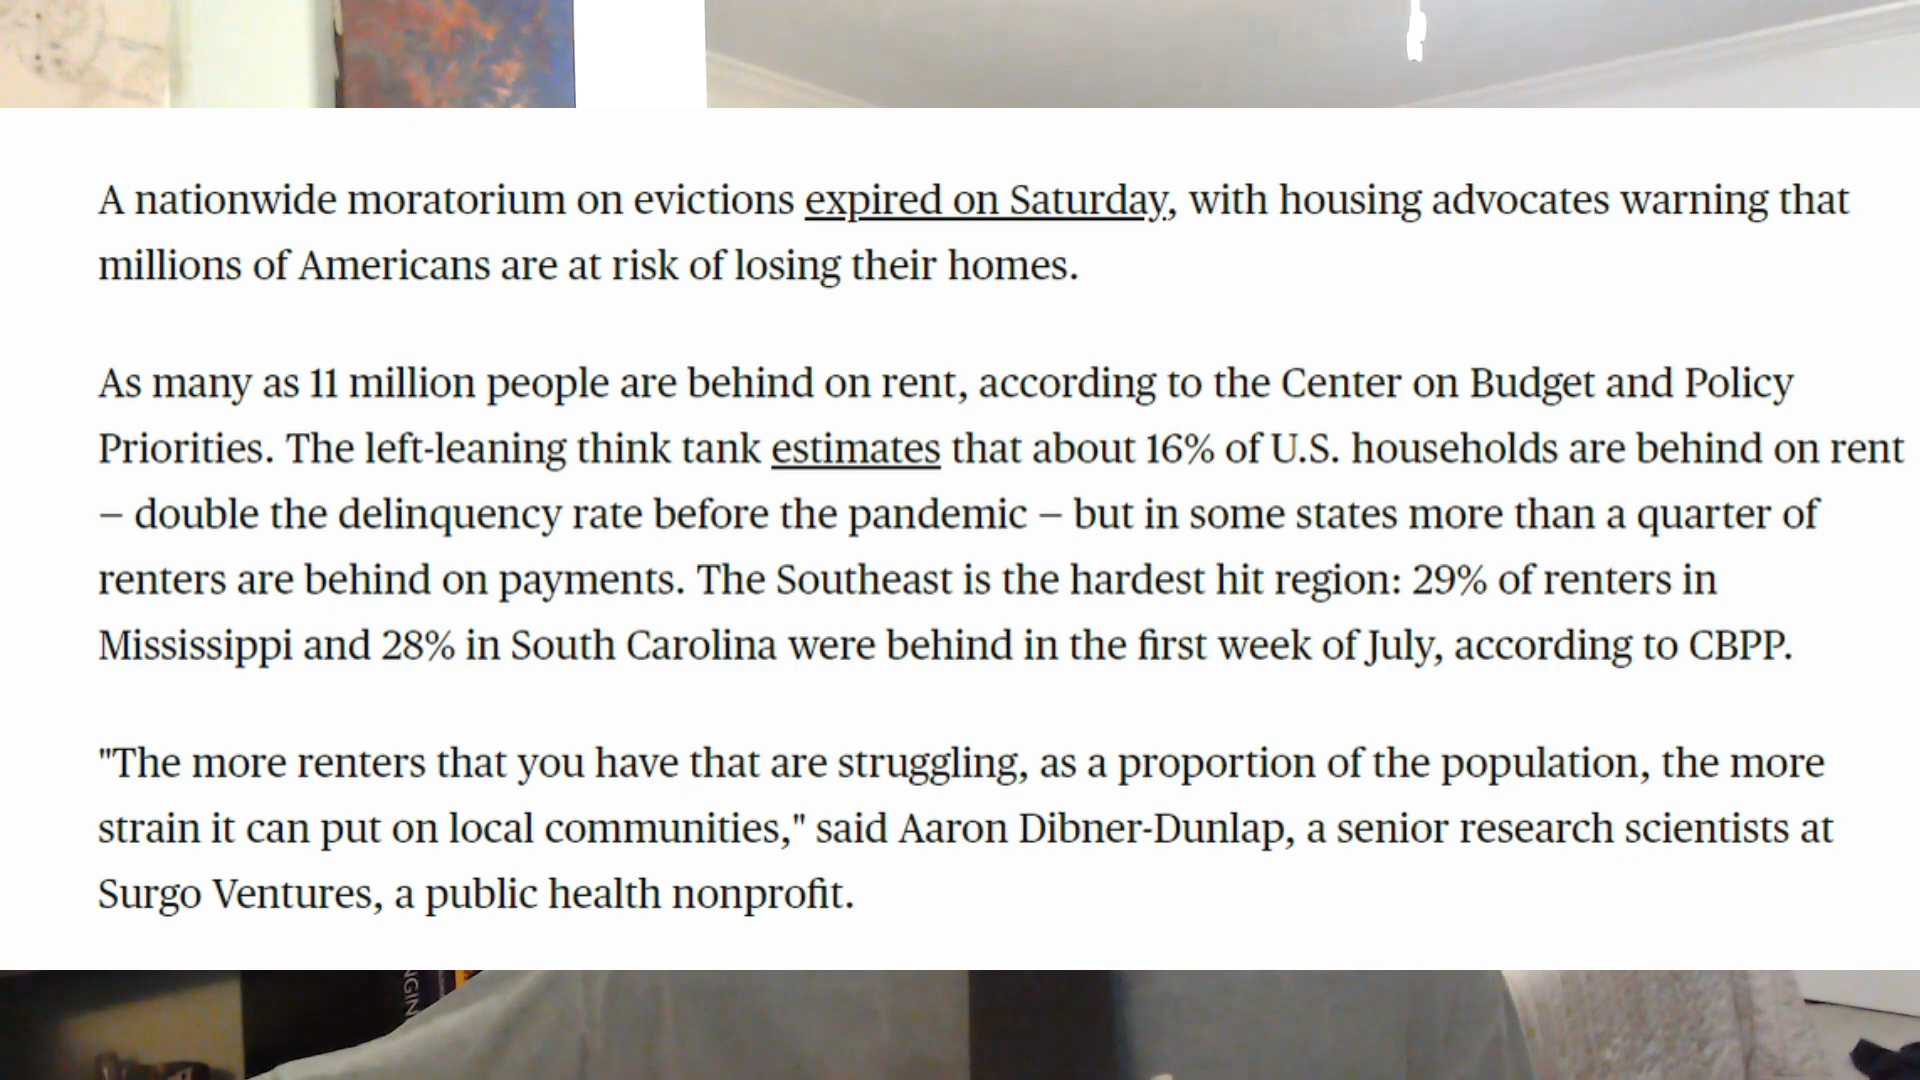 A nationwide moratorium on evictions expired on Saturday, with housing advocates warning that
millions of Americans are at risk of losing their homes.
As many as 11 million people are behind on rent, according to the Center on Budget and Policy
Priorities. The left-leaning think tank estimates that about 16% of U.S. households are behind on rent
– double the delinquency rate before the pandemic – but in some states more than a quarter of
renters are behind on payments. The Southeast is the hardest hit region: 29% of renters in
Mississippi and 28% in South Carolina were behind in the first week of July, according to CBPP.
"The more renters that you have that are struggling, as a proportion of the population, the more
strain it can put on local communities," said Aaron Dibner-Dunlap, a senior research scientists at
Surgo Ventures, a public health nonprofit.